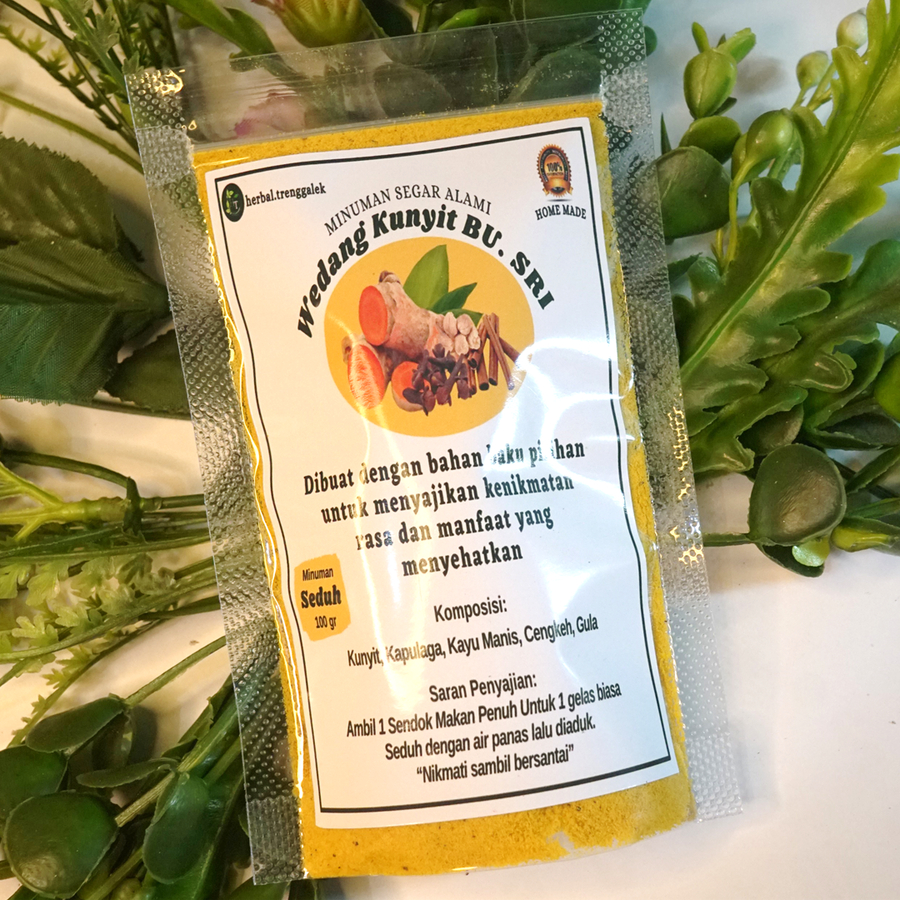 herbal.trenggalek
100%
HOME MADE
MINUMAN SEGAR ALAMI
Wedang Kunyit BU. SRI
Dibuat dengan bahan baku pilihan
untuk menyajikan kenikmatan
rasa dan manfaat yang
menyehatkan
Minuman
Seduh
100 gr
Komposisi:
Kunyit, Kapulaga, Kayu Manis, Cengkeh, Gula
Saran Penyajian:
Ambil 1 Sendok Makan Penuh Untuk 1 gelas biasa
Seduh dengan air panas lalu diaduk.
“Nikmati sambil bersantai”